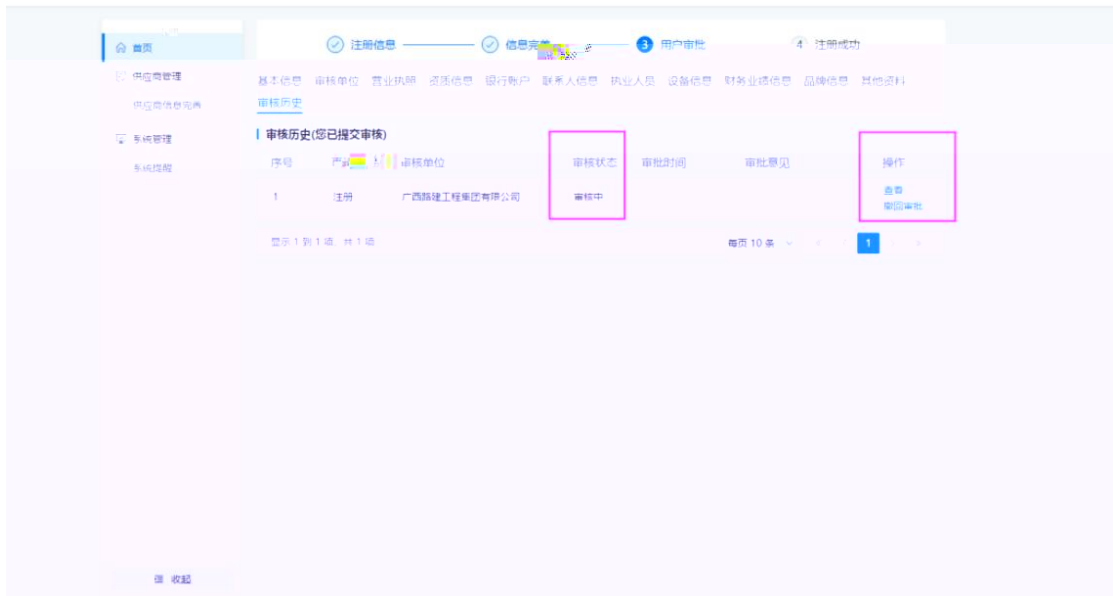 首页
供应商管理
供应商信息完善
系统管理
系统提醒
收起
注册信息
信息完善
3 用户审批
4 注册成功
基本信息 审核单位 营业执照 资质信息 银行账户 联系人信息 执业人员 设备信息 财务业绩信息 品牌信息 其他资料
审核历史
审核历史(您已提交审核)
序号 审核单位 审核状态 审批时间 审批意见 操作
1 注册 广西路建工程集团有限公司 审核中 查看
撤回审批
显示 1 到 1 项 共 1 项 每页 10 条 1